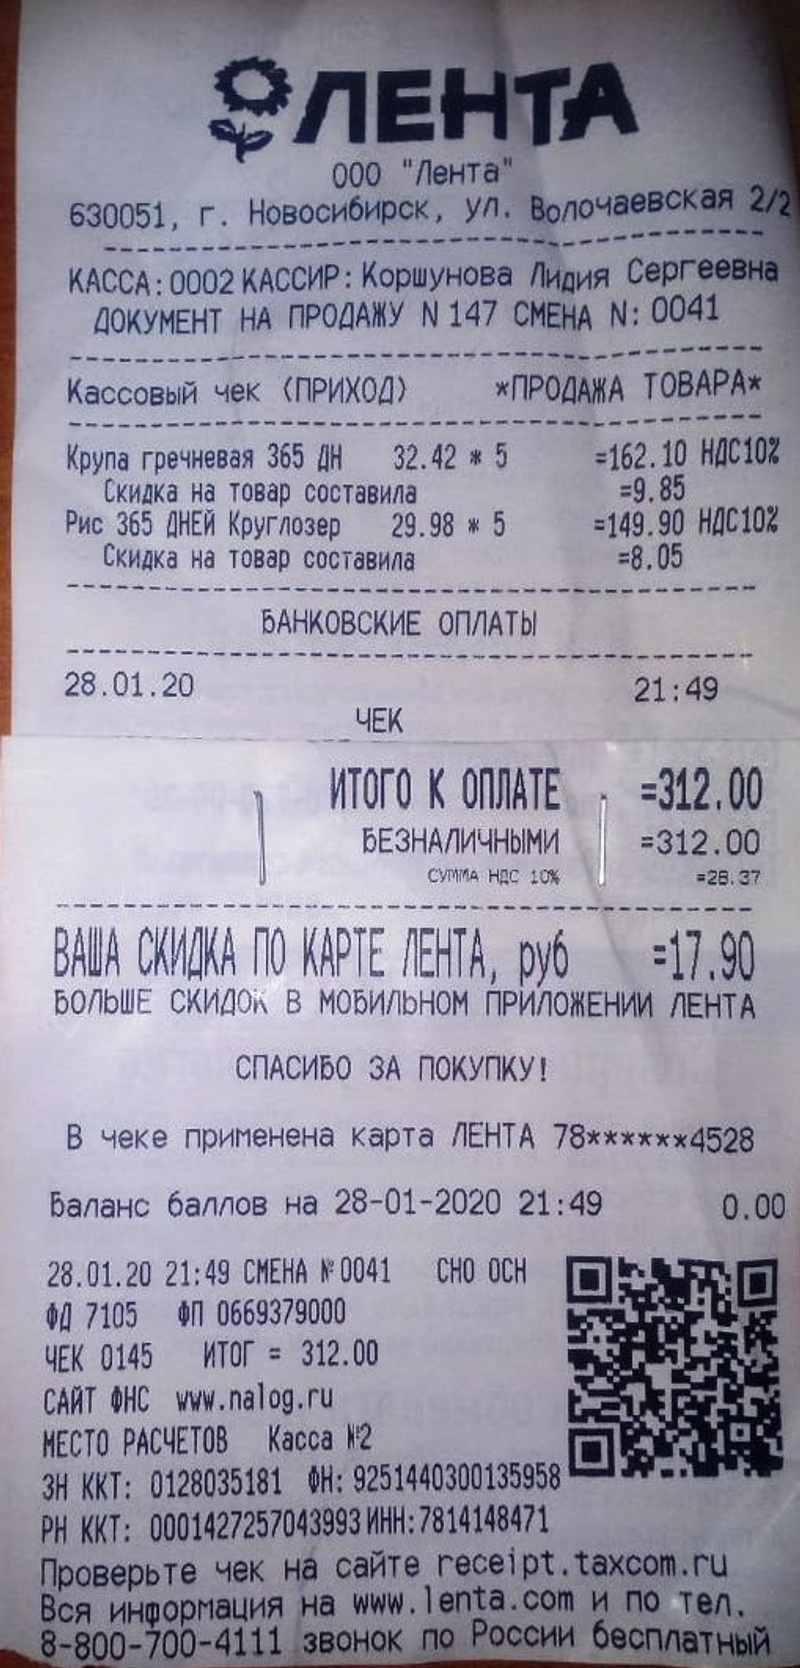 ЛЕНТА
ООО "Лента"
630051, г. Новосибирск, ул. Волочаевская 2/2
КАССА:0002 КАССИР: Коршунова Лидия Сергеевна
ДОКУМЕНТ НА ПРОДАЖУ N 147 СМЕНА N: 0041
Кассовый чек (ПРИХОД) *ПРОДАЖА ТОВАРА*
Крупа гречневая 365 ДН 32.42 * 5 =162.10 НДС10%
Скидка на товар составила =9.85
Рис 365 ДНЕЙ Круглозер 29.98 * 5 =149.90 НДС10%
Скидка на товар составила =8.05
БАНКОВСКИЕ ОПЛАТЫ
28.01.20 21:49
ЧЕК
ИТОГО К ОПЛАТЕ =312.00
БЕЗНАЛИЧНЫМИ =312.00
СУММА НДС 10% =28.37
ВАША СКИДКА ПО КАРТЕ ЛЕНТА, руб =17.90
БОЛЬШЕ СКИДОК В МОБИЛЬНОМ ПРИЛОЖЕНИИ ЛЕНТА
СПАСИБО ЗА ПОКУПКУ!
В чеке применена карта ЛЕНТА 78******4528
Баланс баллов на 28-01-2020 21:49 0.00
28.01.20 21:49 СМЕНА №0041 СНО ОСН
ФД 7105 ФП 0669379000
ЧЕК 0145 ИТОГ = 312.00
САЙТ ФНС www.nalog.ru
МЕСТО РАСЧЕТОВ Касса №2
ЗН ККТ: 0128035181 ФН: 9251440300135958
РН ККТ: 0001427257043993 ИНН:7814148471
Проверьте чек на сайте receipt.taxcom.ru
Вся информация на www.lenta.com и по тел.
8-800-700-4111 звонок по России бесплатный